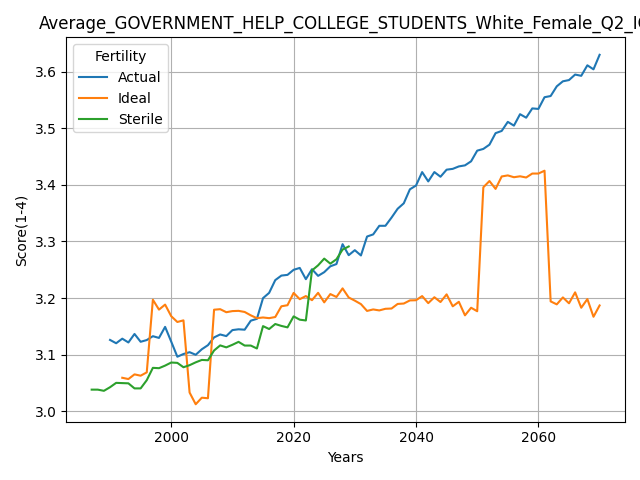 Average_GOVERNMENT_HELP_COLLEGE_STUDENTS_White_Female_Q2_I
Fertility
Actual
Ideal
Sterile
Score(1-4)
3.6
3.5
3.4
3.3
3.2
3.1
3.0
2000
2020
2040
2060
Years